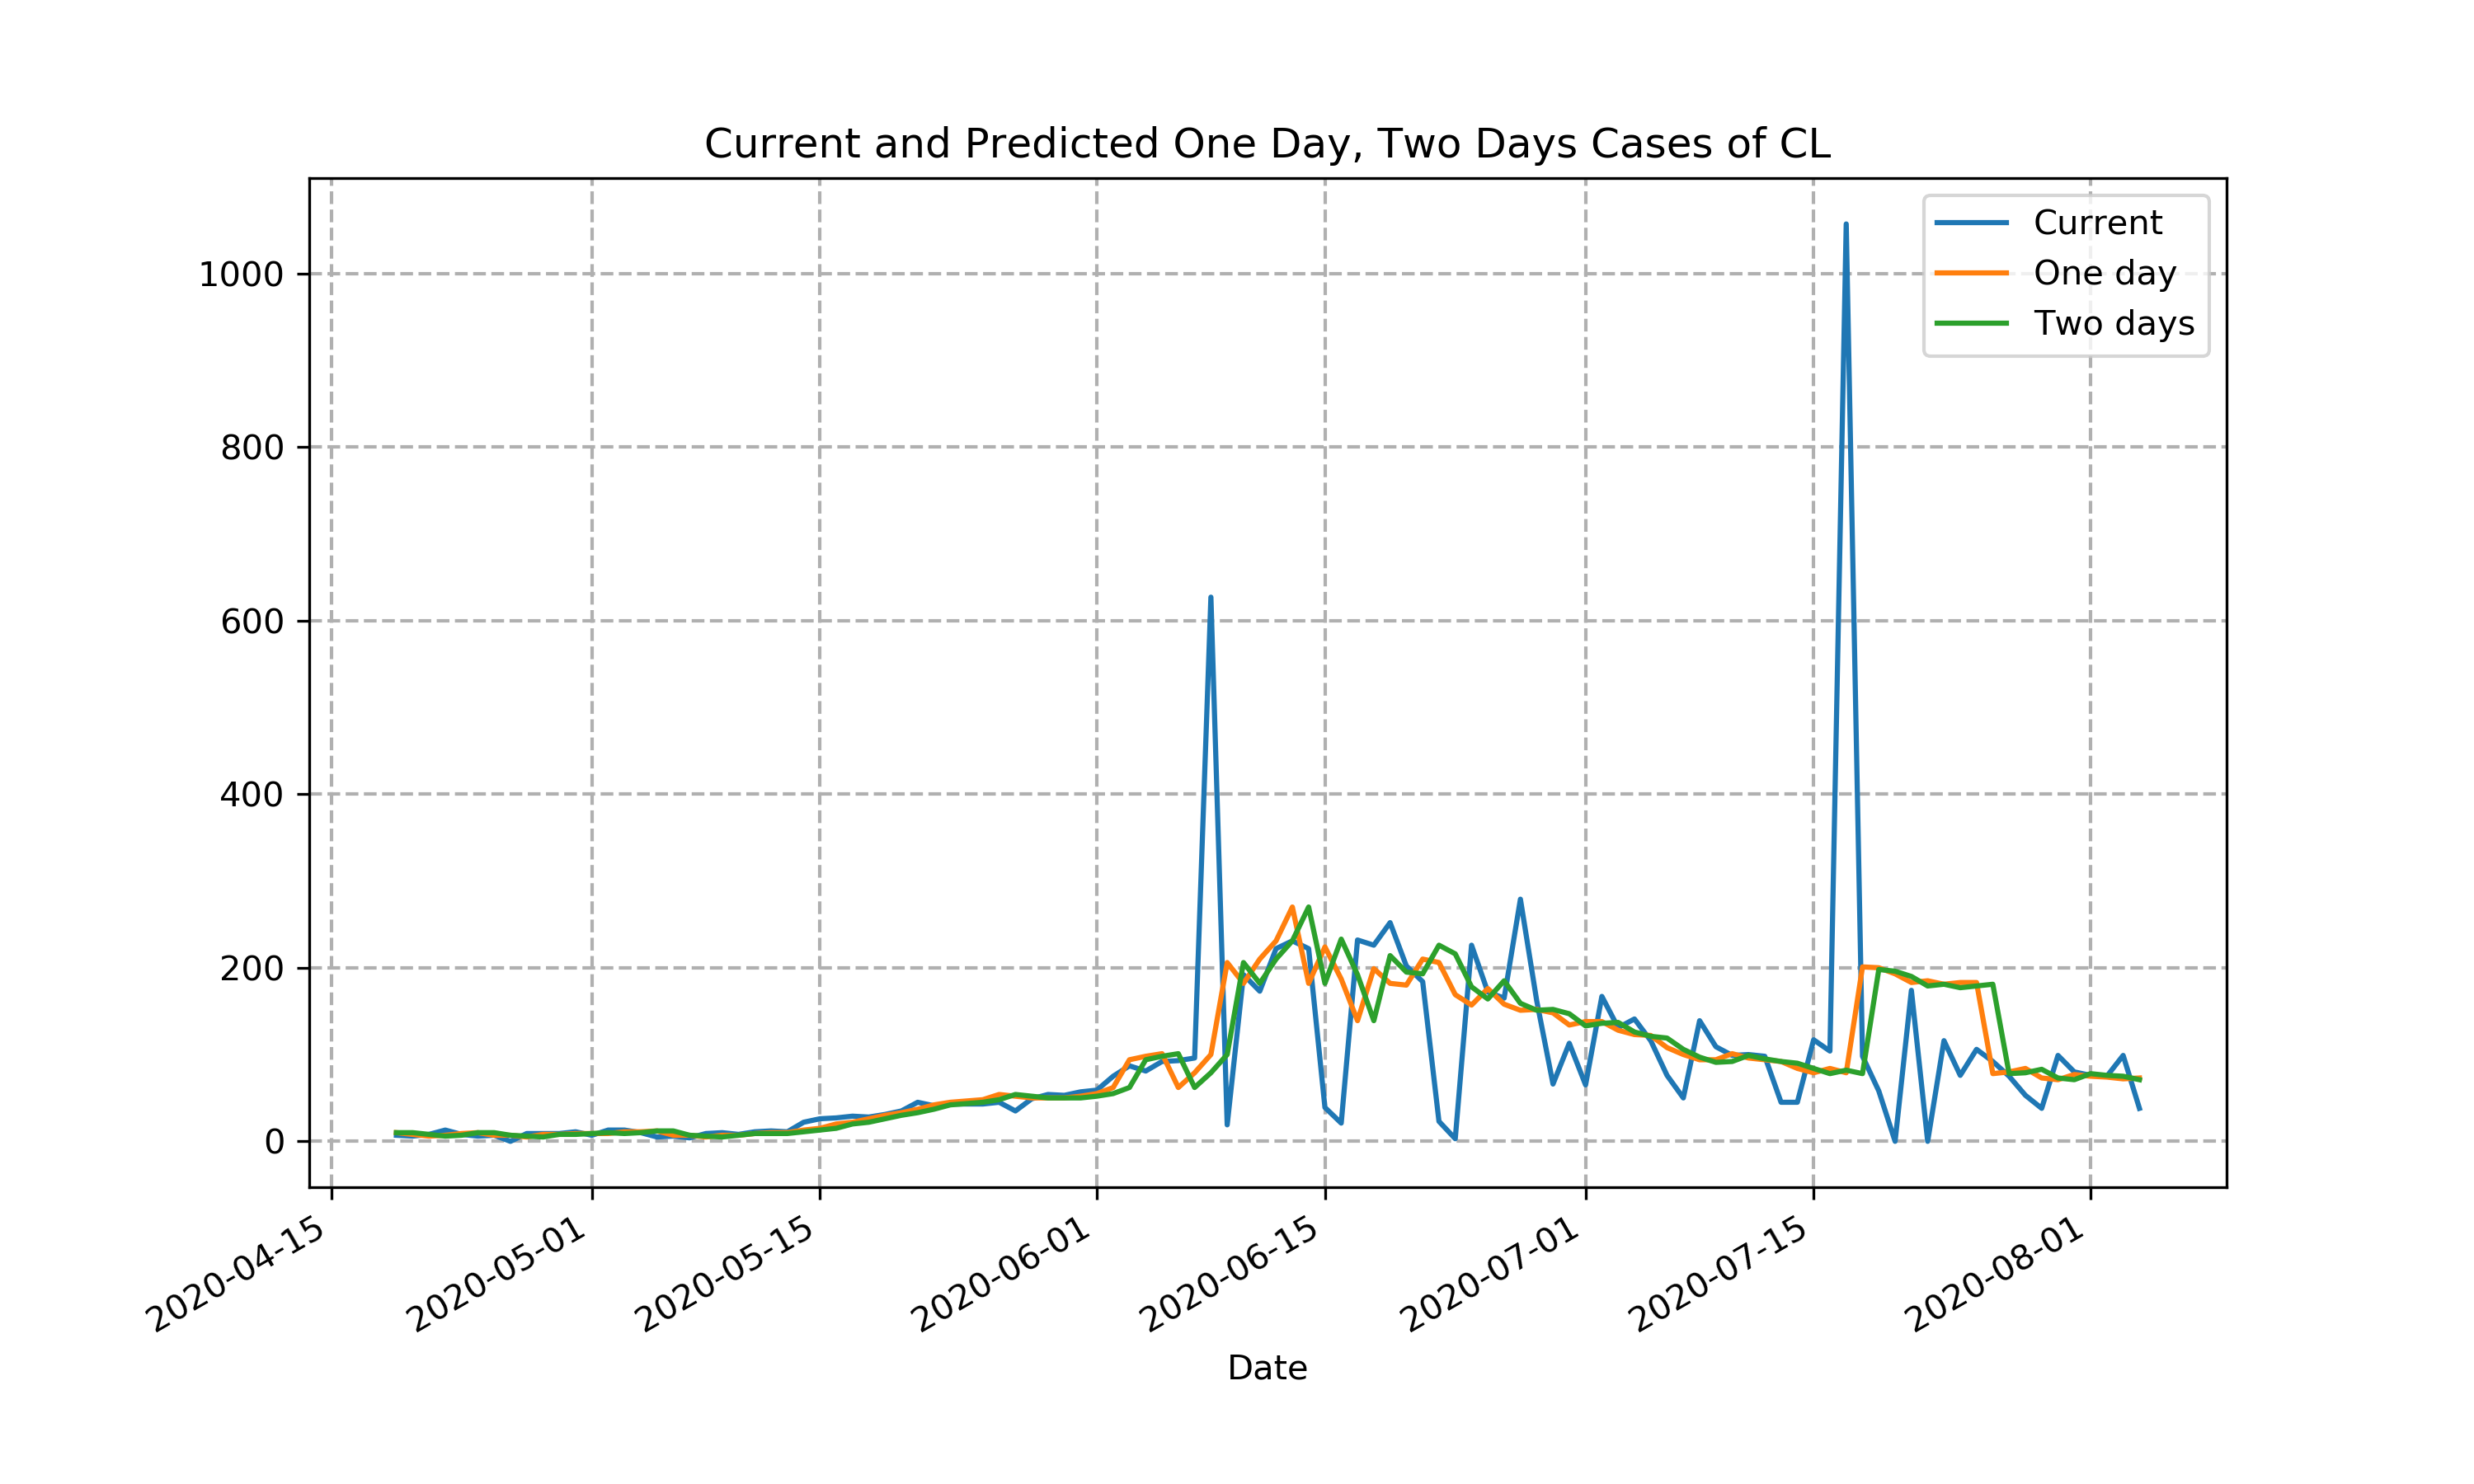 Current and Predicted One Day, Two Days Cases of CL
Current
One day
Two days
1000
800
600
400
200
0
2020-04-15
2020-05-01
2020-05-15
2020-06-01
2020-06-15
2020-07-01
2020-07-15
2020-08-01
Date